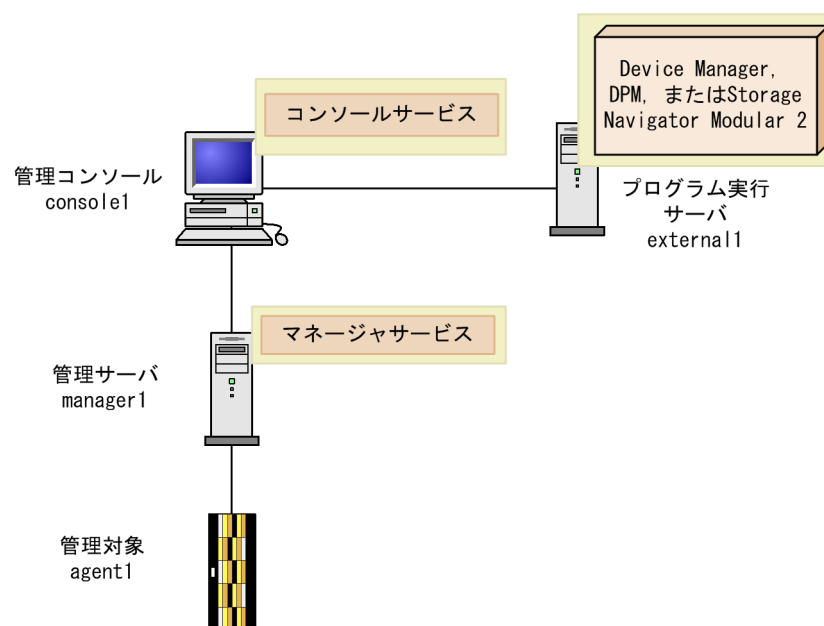 Device Manager,
DPM, またはStorage
Navigator Modular 2
コンソールサービス
管理コンソール
console1
プログラム実行
サーバ
external1
マネージャサービス
管理サーバ
manager1
管理対象
agent1